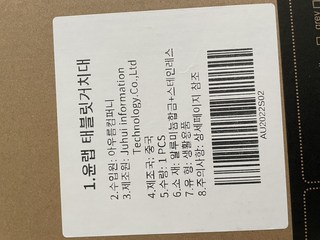 1.윤랩 태블릿거치대
2.수입원: 아우름컴퍼니
3.제조원: Juhui information
Technology.Co.,Ltd
4.제조국: 중국
5.수량: 1 PCS
6.소 재: 알루미늄합금+스테인레스
7.유 형: 생활용품
8.주의사항: 상세페이지 참조
AU2022S02